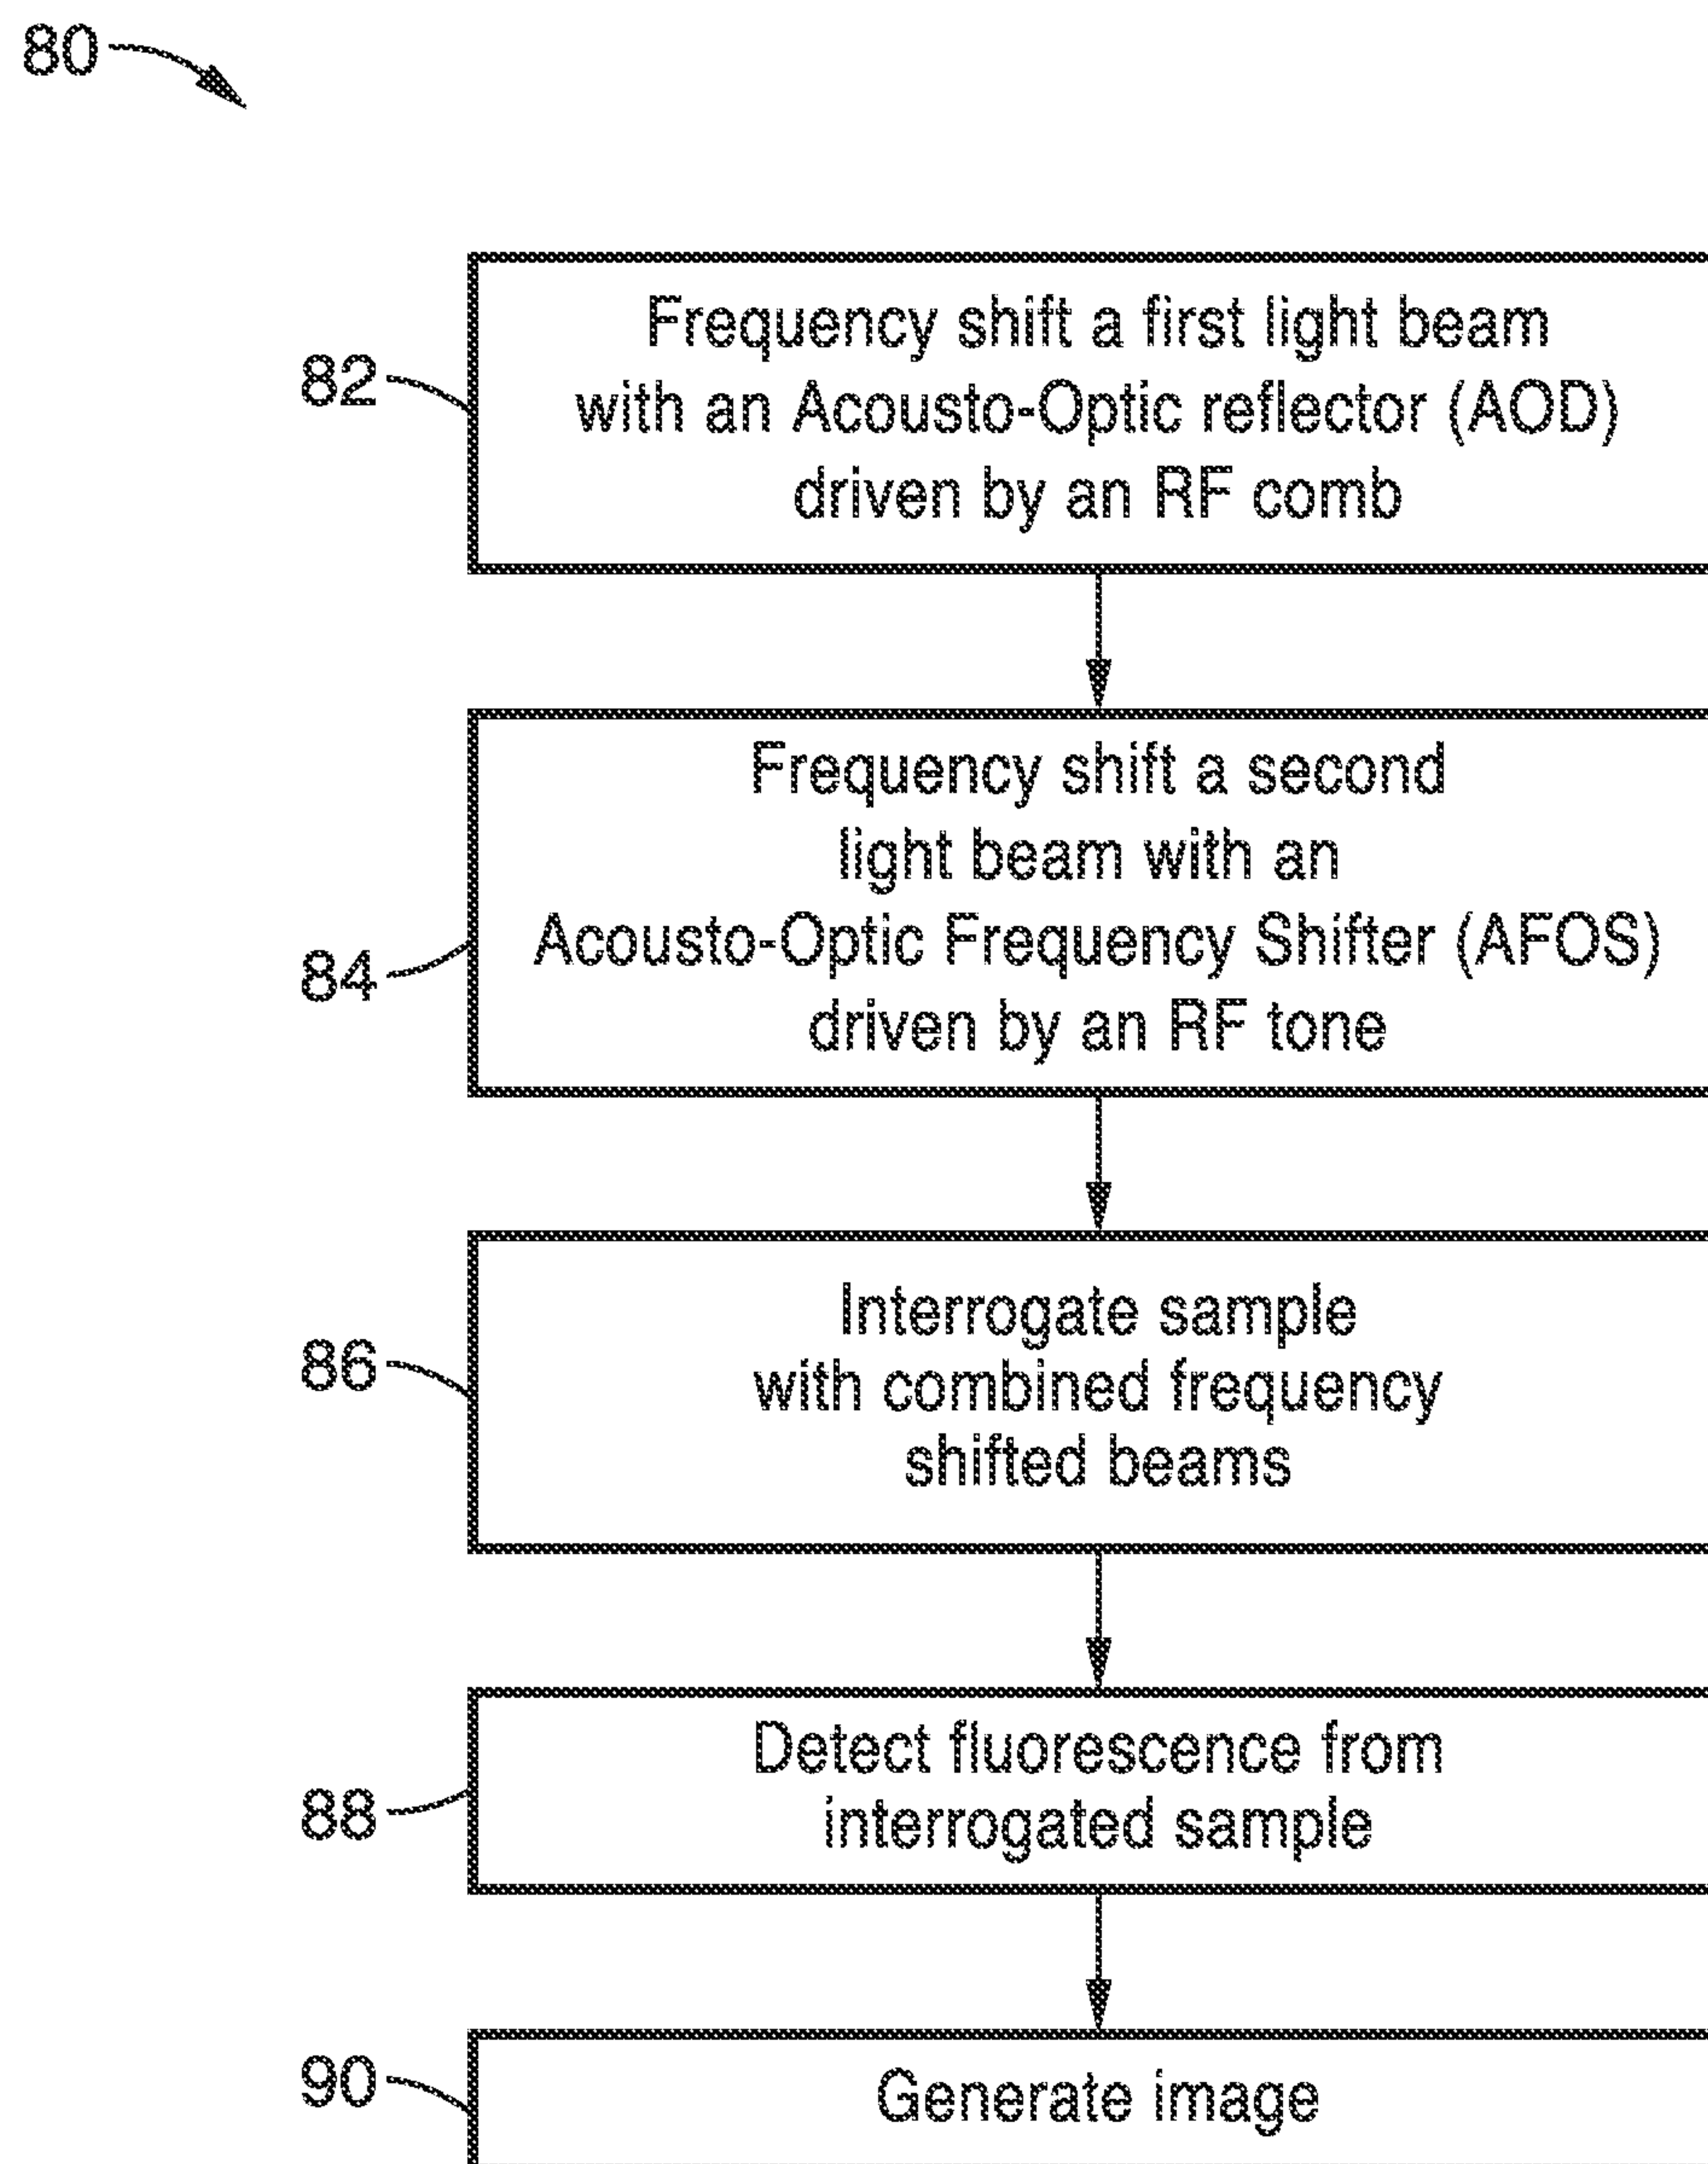 80
82
Frequency shift a first light beam
with an Acousto-Optic reflector (AOD)
driven by an RF comb
84
Frequency shift a second
light beam with an
Acousto-Optic Frequency Shifter (AFOS)
driven by an RF tone
86
Interrogate sample
with combined frequency
shifted beams
88
Detect fluorescence from
interrogated sample
90
Generate image